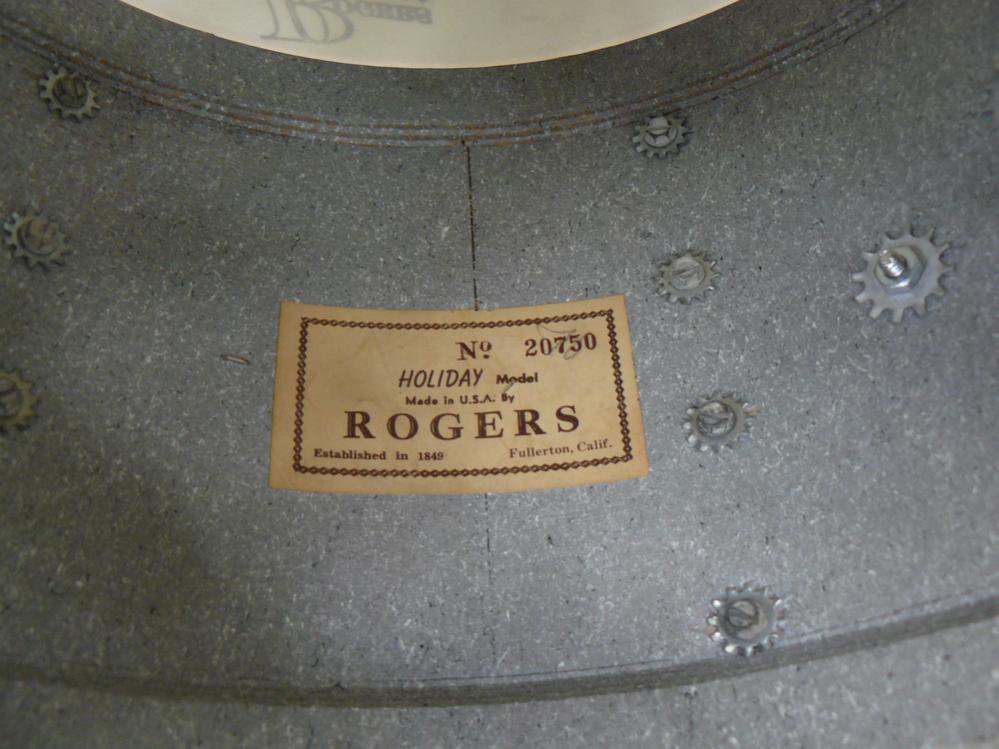 Nº 20750
HOLIDAY Model
Made in U.S.A. By
ROGERS
Established in 1849 Fullerton, Calif.